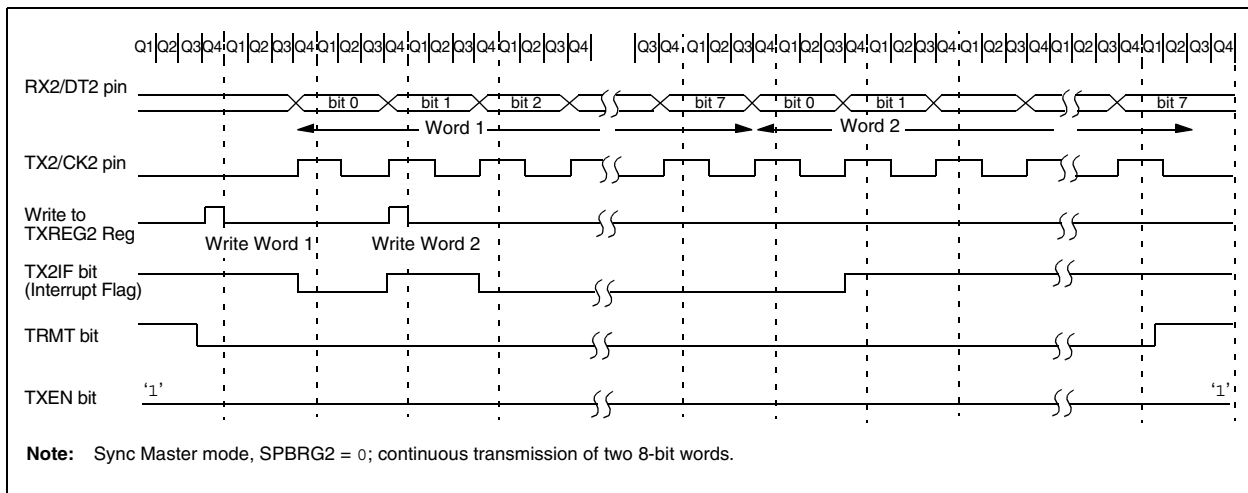 Q1 Q2 Q3 Q4 Q1 Q2 Q3 Q4 Q1 Q2 Q3 Q4 Q1 Q2 Q3 Q4 Q1 Q2 Q3 Q4 Q3 Q4 Q1 Q2 Q3 Q4 Q1 Q2 Q3 Q4 Q1 Q2 Q3 Q4 Q1 Q2 Q3 Q4 Q1 Q2 Q3 Q4 Q1 Q2 Q3 Q4
RX2/DT2 pin
bit 0 bit 1 bit 2 bit 7 bit 0 bit 1 bit 7
Word 1 Word 2
TX2/CK2 pin
Write to
TXREG2 Reg
Write Word 1 Write Word 2
TX2IF bit
(Interrupt Flag)
TRMT bit
TXEN bit
‘1’ ‘1’
Note: Sync Master mode, SPBRG2 = 0; continuous transmission of two 8-bit words.